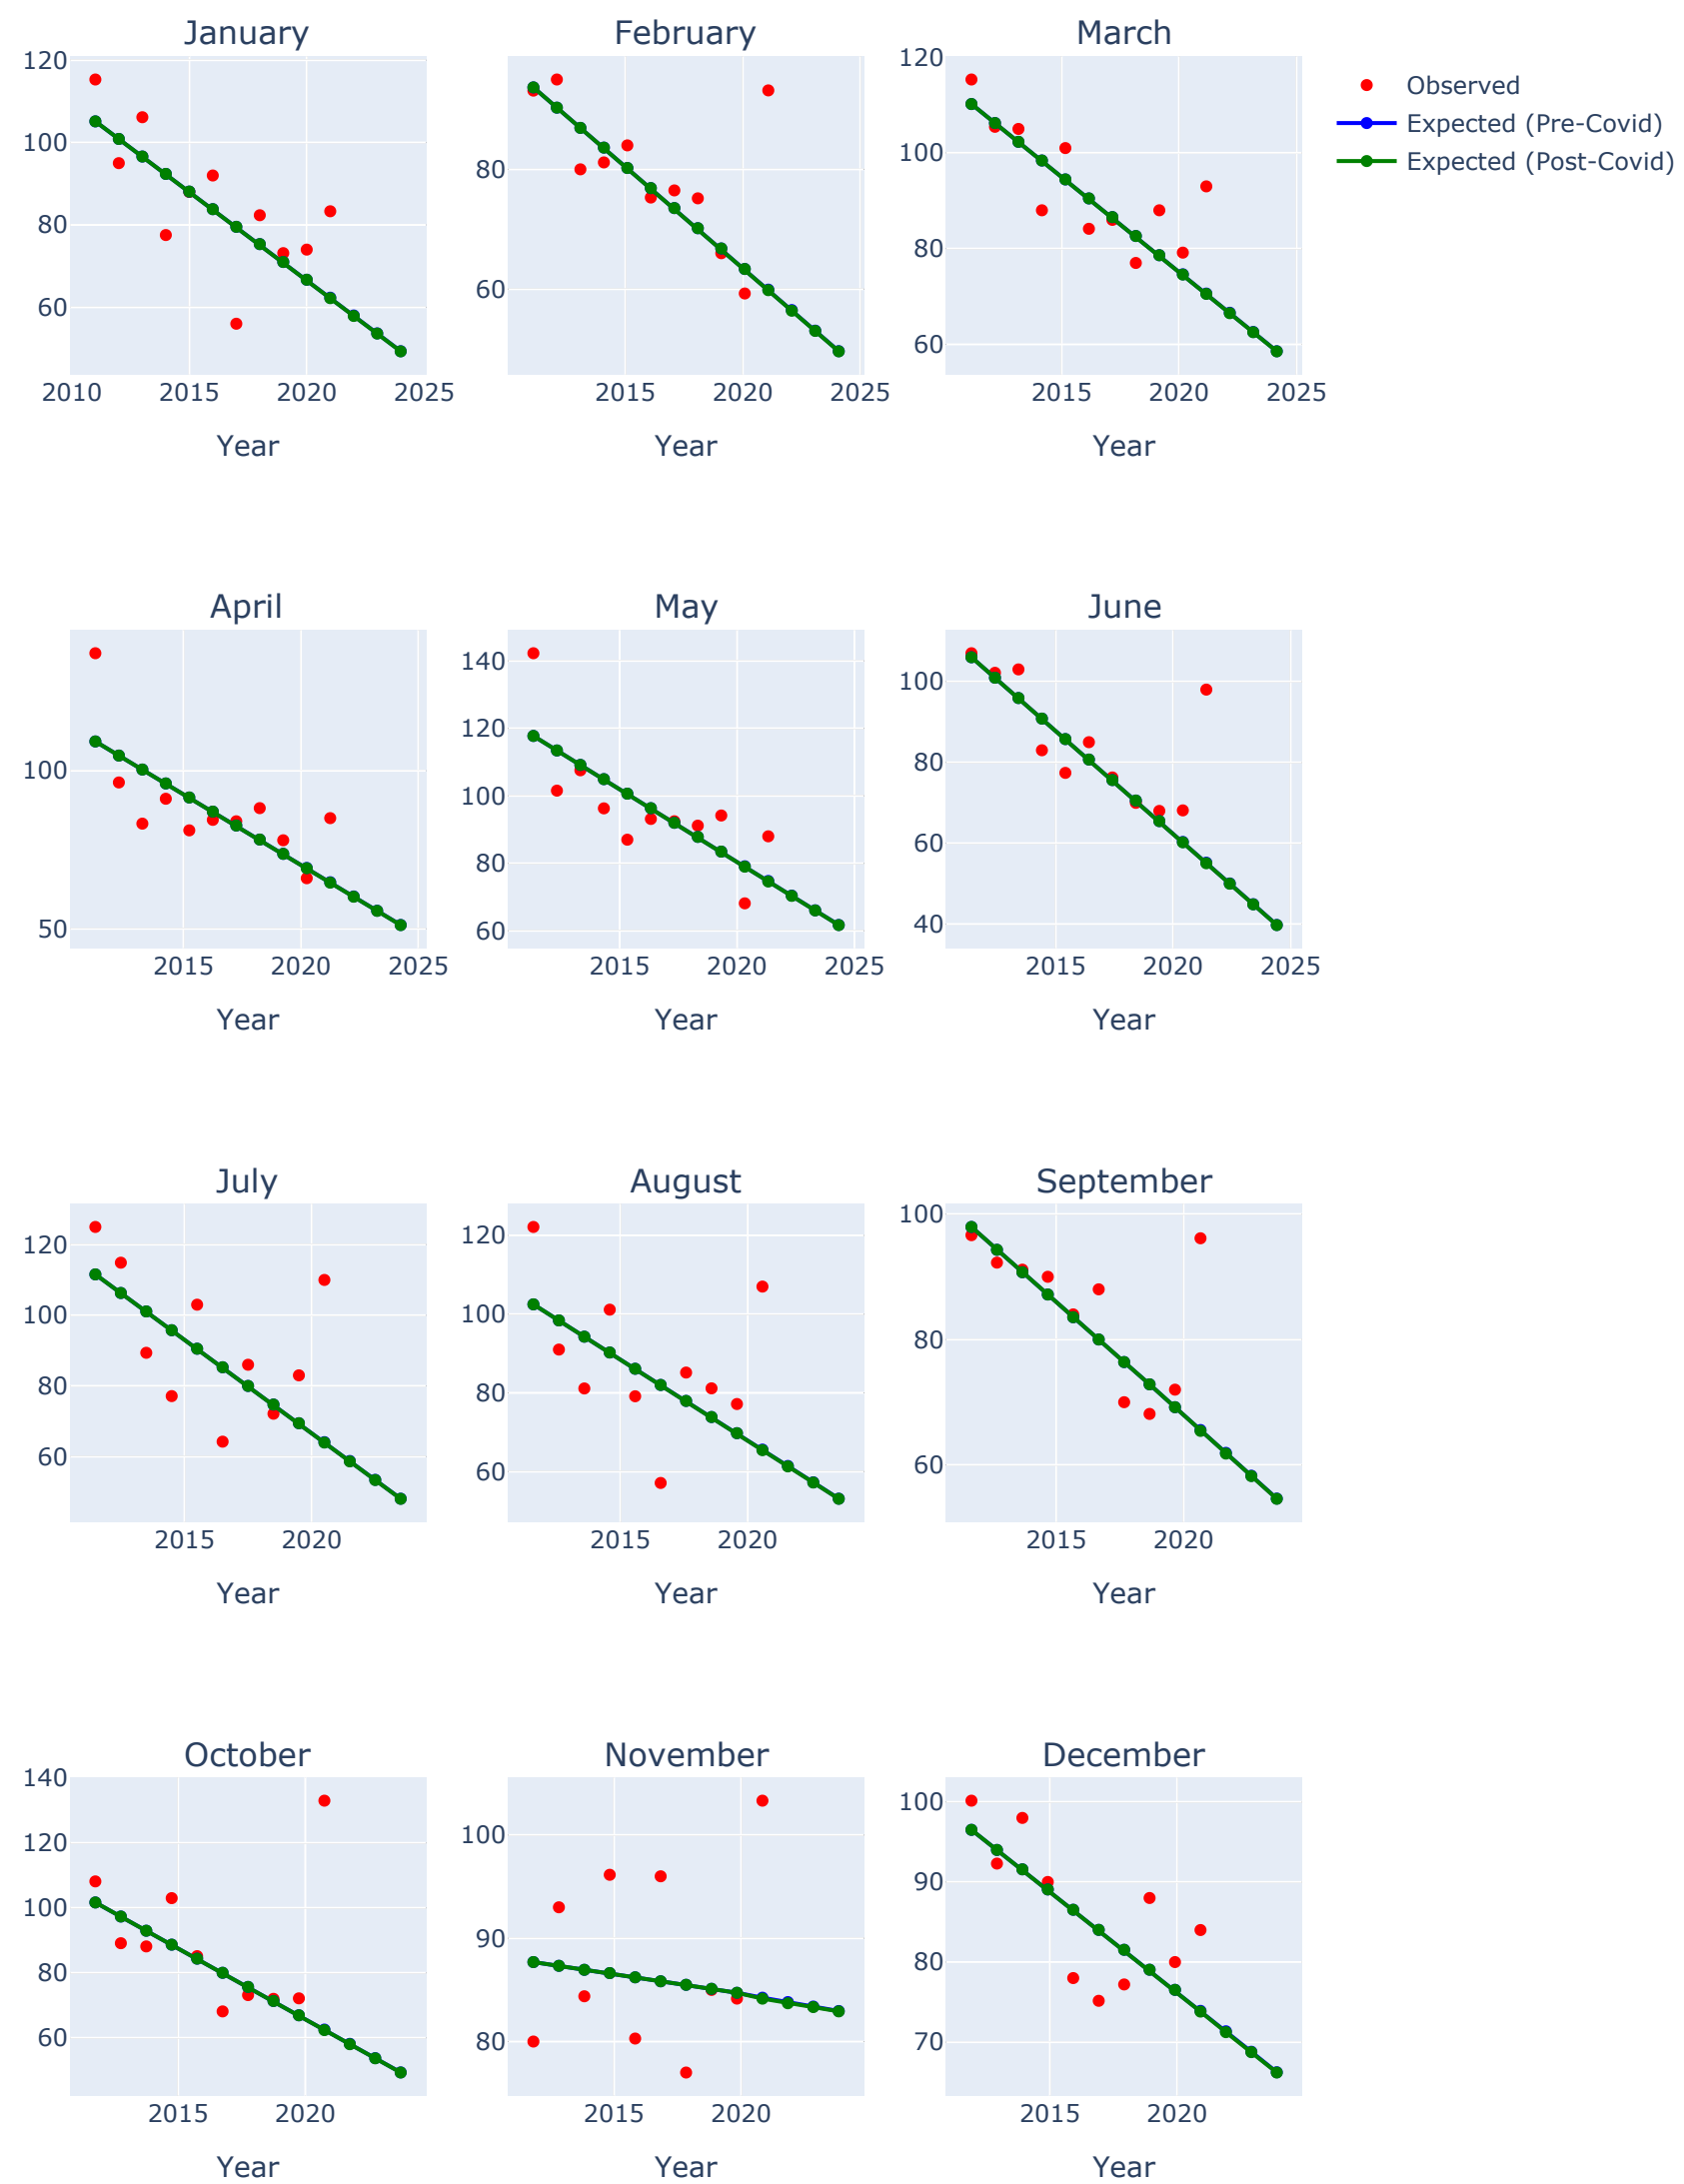 January
February
March
120
100
80
60
2010
2015
2020
2025
Year
80
60
2015
2020
2025
Year
120
100
80
60
2015
2020
2025
Year
Observed
Expected (Pre-Covid)
Expected (Post-Covid)
April
May
June
100
50
2015
2020
2025
Year
140
120
100
80
60
2015
2020
2025
Year
100
80
60
40
2015
2020
2025
Year
July
August
September
120
100
80
60
2015
2020
Year
120
100
80
60
2015
2020
Year
100
80
60
2015
2020
Year
October
November
December
140
120
100
80
60
2015
2020
Year
100
90
80
2015
2020
Year
100
90
80
70
2015
2020
Year